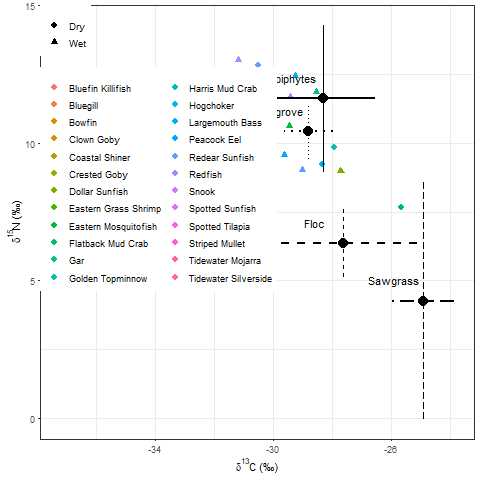 15
Dry
Wet
piphytes
Bluefin Killifish
Harris Mud Crab
Bluegill
Hogchoker
grove
Bowfin
Largemouth Bass
Clown Goby
Peacock Eel
10
Coastal Shiner
Redear Sunfish
Crested Goby
Redfish
Dollar Sunfish
Snook
Eastern Grass Shrimp
Spotted Sunfish
Eastern Mosquitofish
Spotted Tilapia
Floc
Flatback Mud Crab
Striped Mullet
Gar
Tidewater Mojarra
Golden Topminnow
Tidewater Silverside
Sawgrass
5
0
δ15N (‰)
-34
-30
-26
δ13C (‰)